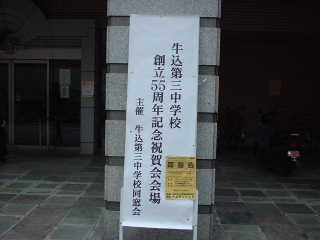 牛込第三中学校
創立55周年記念祝賀会会場
主催 牛込第三中学校同窓会